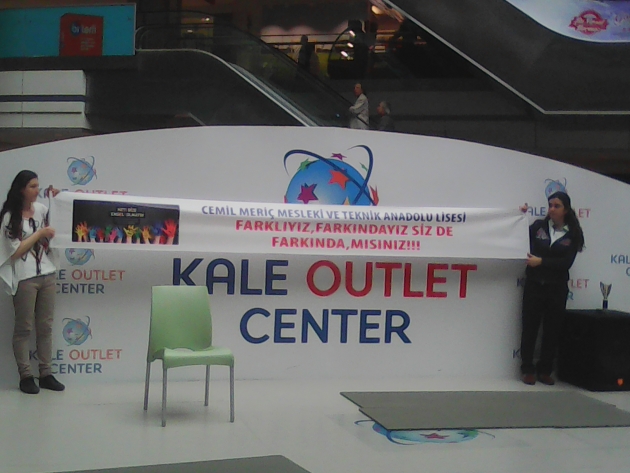 CEMİL MERİÇ MESLEKİ VE TEKNİK ANADOLU LİSESİ
FARKLIYIZ,FARKINDAYIZ SİZ DE
FARKINDA,MISINIZ!!!
KALE OUTLET
CENTER
KALE OUTLET
CENTER
KALE